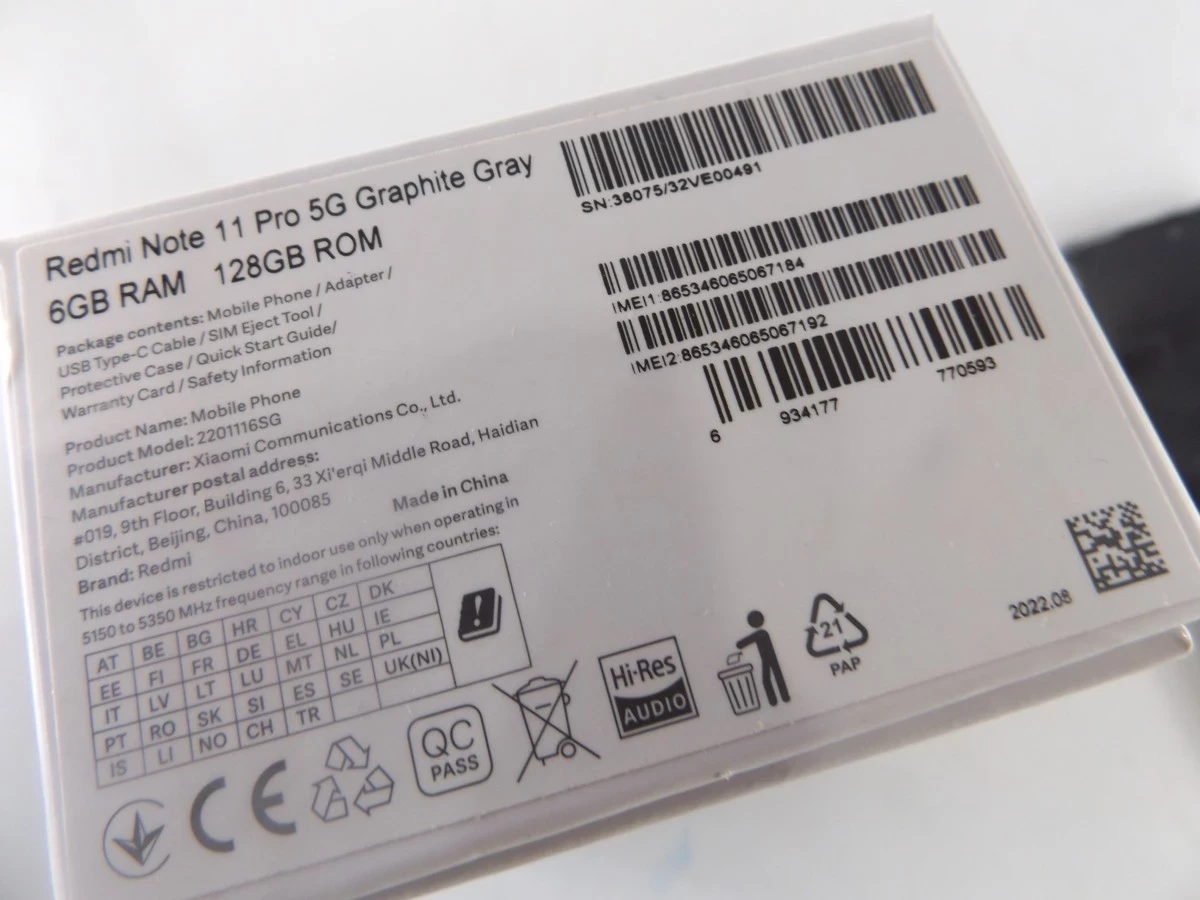 Redmi Note 11 Pro 5G Graphite Gray
6GB RAM 128GB ROM
Package contents: Mobile Phone / Adapter /
USB Type-C Cable / SIM Eject Tool /
Protective Case / Quick Start Guide/
Warranty Card / Safety Information
Product Name: Mobile Phone
Product Model: 2201116SG
Manufacturer: Xiaomi Communications Co., Ltd.
Manufacturer postal address:
#019, 9th Floor, Building 6, 33 Xi'erqi Middle Road, Haidian
District, Beijing, China, 100085
Made in China
Brand: Redmi
This device is restricted to indoor use only when operating in
5150 to 5350 MHz frequency range in following countries:
AT BE BG HR CY CZ DK
EE FI FR DE EL HU IE
IT LV LT LU MT NL PL
PT RO SK SI ES SE UK(NI)
IS LI NO CH TR
SN:38075/32VE00491
IMEI1:865346065067184
IMEI2:865346065067192
6 934177 770593
2022.08
CE
QC
PASS
Hi-Res
AUDIO
21
PAP